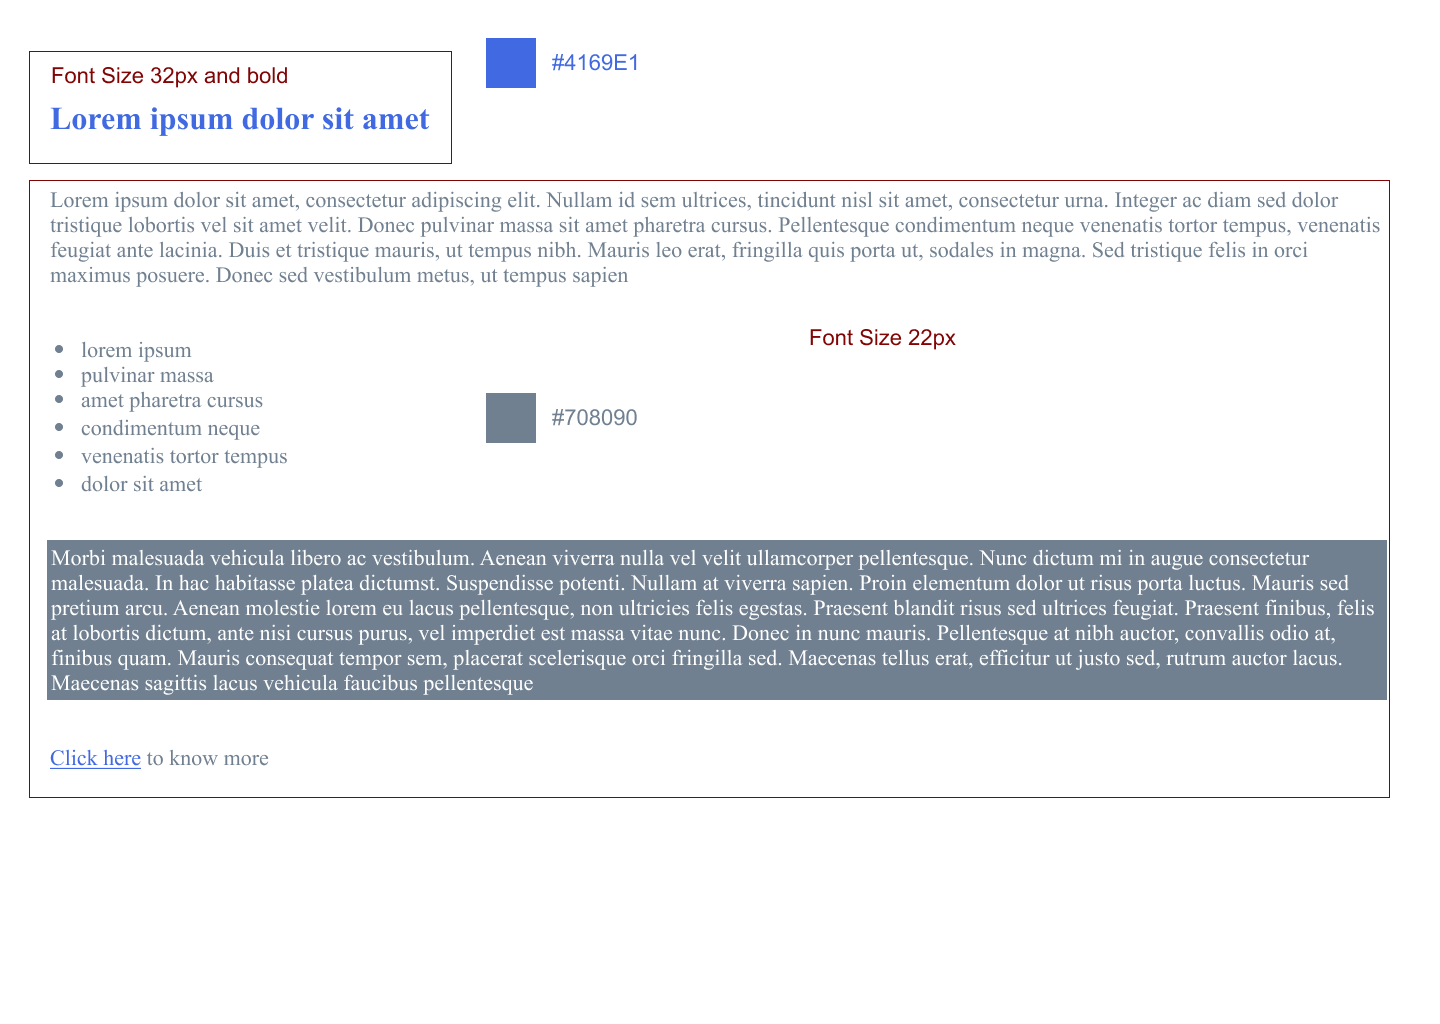 #4169E1
Font Size 32px and bold
Lorem ipsum dolor sit amet
Lorem ipsum dolor sit amet, consectetur adipiscing elit. Nullam id sem ultrices, tincidunt nisl sit amet, consectetur urna. Integer ac diam sed dolor
tristique lobortis vel sit amet velit. Donec pulvinar massa sit amet pharetra cursus. Pellentesque condimentum neque venenatis tortor tempus, venenatis
feugiat ante lacinia. Duis et tristique mauris, ut tempus nibh. Mauris leo erat, fringilla quis porta ut, sodales in magna. Sed tristique felis in orci
maximus posuere. Donec sed vestibulum metus, ut tempus sapien
Font Size 22px
lorem ipsum
pulvinar massa
amet pharetra cursus
condimentum neque
venenatis tortor tempus
dolor sit amet
#708090
Morbi malesuada vehicula libero ac vestibulum. Aenean viverra nulla vel velit ullamcorper pellentesque. Nunc dictum mi in augue consectetur
malesuada. In hac habitasse platea dictumst. Suspendisse potenti. Nullam at viverra sapien. Proin elementum dolor ut risus porta luctus. Mauris sed
pretium arcu. Aenean molestie lorem eu lacus pellentesque, non ultricies felis egestas. Praesent blandit risus sed ultrices feugiat. Praesent finibus, felis
at lobortis dictum, ante nisi cursus purus, vel imperdiet est massa vitae nunc. Donec in nunc mauris. Pellentesque at nibh auctor, convallis odio at,
finibus quam. Mauris consequat tempor sem, placerat scelerisque orci fringilla sed. Maecenas tellus erat, efficitur ut justo sed, rutrum auctor lacus.
Maecenas sagittis lacus vehicula faucibus pellentesque
Click here to know more